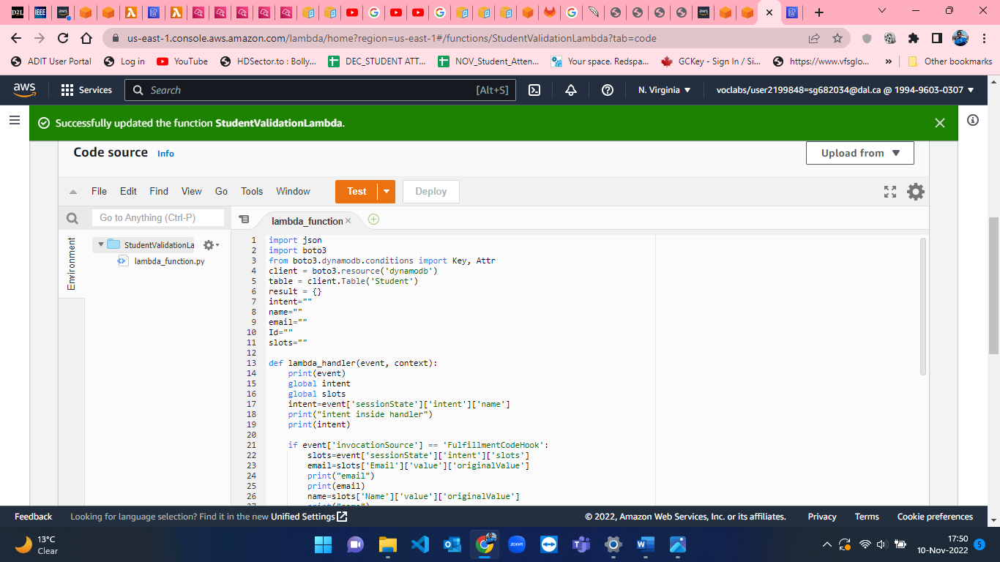 D2L IEEE aws aws
us-east-1.console.aws.amazon.com/lambda/home?region=us-east-1#/functions/StudentValidationLambda?tab=code
ADIT User Portal Log in YouTube HDSector.to : Bolly... DEC_STUDENT ATT... NOV_Student_Atten... Your space. Redspa... GCKey - Sign In / Si... https://www.vfsglo... » Other bookmarks
aws Services Search [Alt+S] N. Virginia ▼ voclabs/user2199848=sg682034@dal.ca @ 1994-9603-0307 ▼
Successfully updated the function StudentValidationLambda.
Code source Info Upload from ▼
File Edit Find View Go Tools Window Test Deploy
Go to Anything (Ctrl-P) lambda_function
Environment
StudentValidationLa
lambda_function.py
1 import json
2 import boto3
3 from boto3.dynamodb.conditions import Key, Attr
4 client = boto3.resource('dynamodb')
5 table = client.Table('Student')
6 result = {}
7 intent=""
8 name=""
9 email=""
10 Id=""
11 slots=""
12
13 def lambda_handler(event, context):
14 print(event)
15 global intent
16 global slots
17 intent=event['sessionState']['intent']['name']
18 print("intent inside handler")
19 print(intent)
20
21 if event['invocationSource'] == 'FulfillmentCodeHook':
22 slots=event['sessionState']['intent']['slots']
23 email=slots['Email']['value']['originalValue']
24 print("email")
25 print(email)
26 name=slots['Name']['value']['originalValue']
27 print("name")
Feedback Looking for language selection? Find it in the new Unified Settings © 2022, Amazon Web Services, Inc. or its affiliates. Privacy Terms Cookie preferences
13°C
Clear
zoom
17:50
10-Nov-2022 5